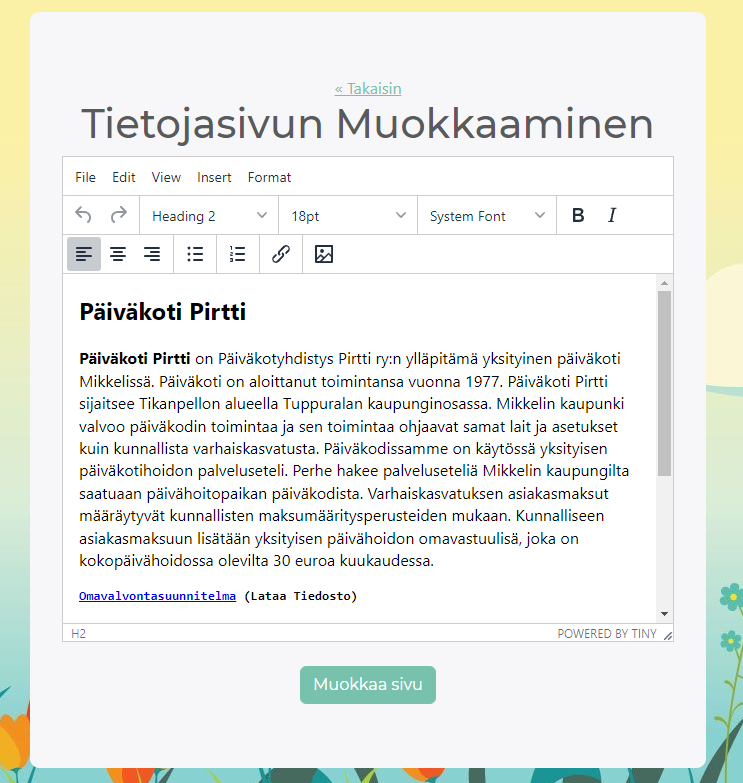 « Takaisin
Tietojasivun Muokkaaminen
File Edit View Insert Format
Heading 2 18pt System Font B I
Päiväkoti Pirtti
Päiväkoti Pirtti on Päiväkotyhdistys Pirtti ry:n ylläpitämä yksityinen päiväkoti
Mikkelissä. Päiväkoti on aloittanut toimintansa vuonna 1977. Päiväkoti Pirtti
sijaitsee Tikanpellon alueella Tuppuralan kaupunginosassa. Mikkelin kaupunki
valvoo päiväkodin toimintaa ja sen toimintaa ohjaavat samat lait ja asetukset
kuin kunnallista varhaiskasvatusta. Päiväkodissamme on käytössä yksityisen
päiväkotihoidon palveluseteli. Perhe hakee palveluseteliä Mikkelin kaupungilta
saatuaan päivähoitopaikan päiväkodista. Varhaiskasvatuksen asiakasmaksut
määräytyvät kunnallisten maksumääritysperusteiden mukaan. Kunnalliseen
asiakasmaksuun lisätään yksityisen päivähoidon omavastuulisä, joka on
kokopäivähoidossa olevilta 30 euroa kuukaudessa.
Omavalvontasuunnitelma (Lataa Tiedosto)
H2 POWERED BY TINY
Muokkaa sivu